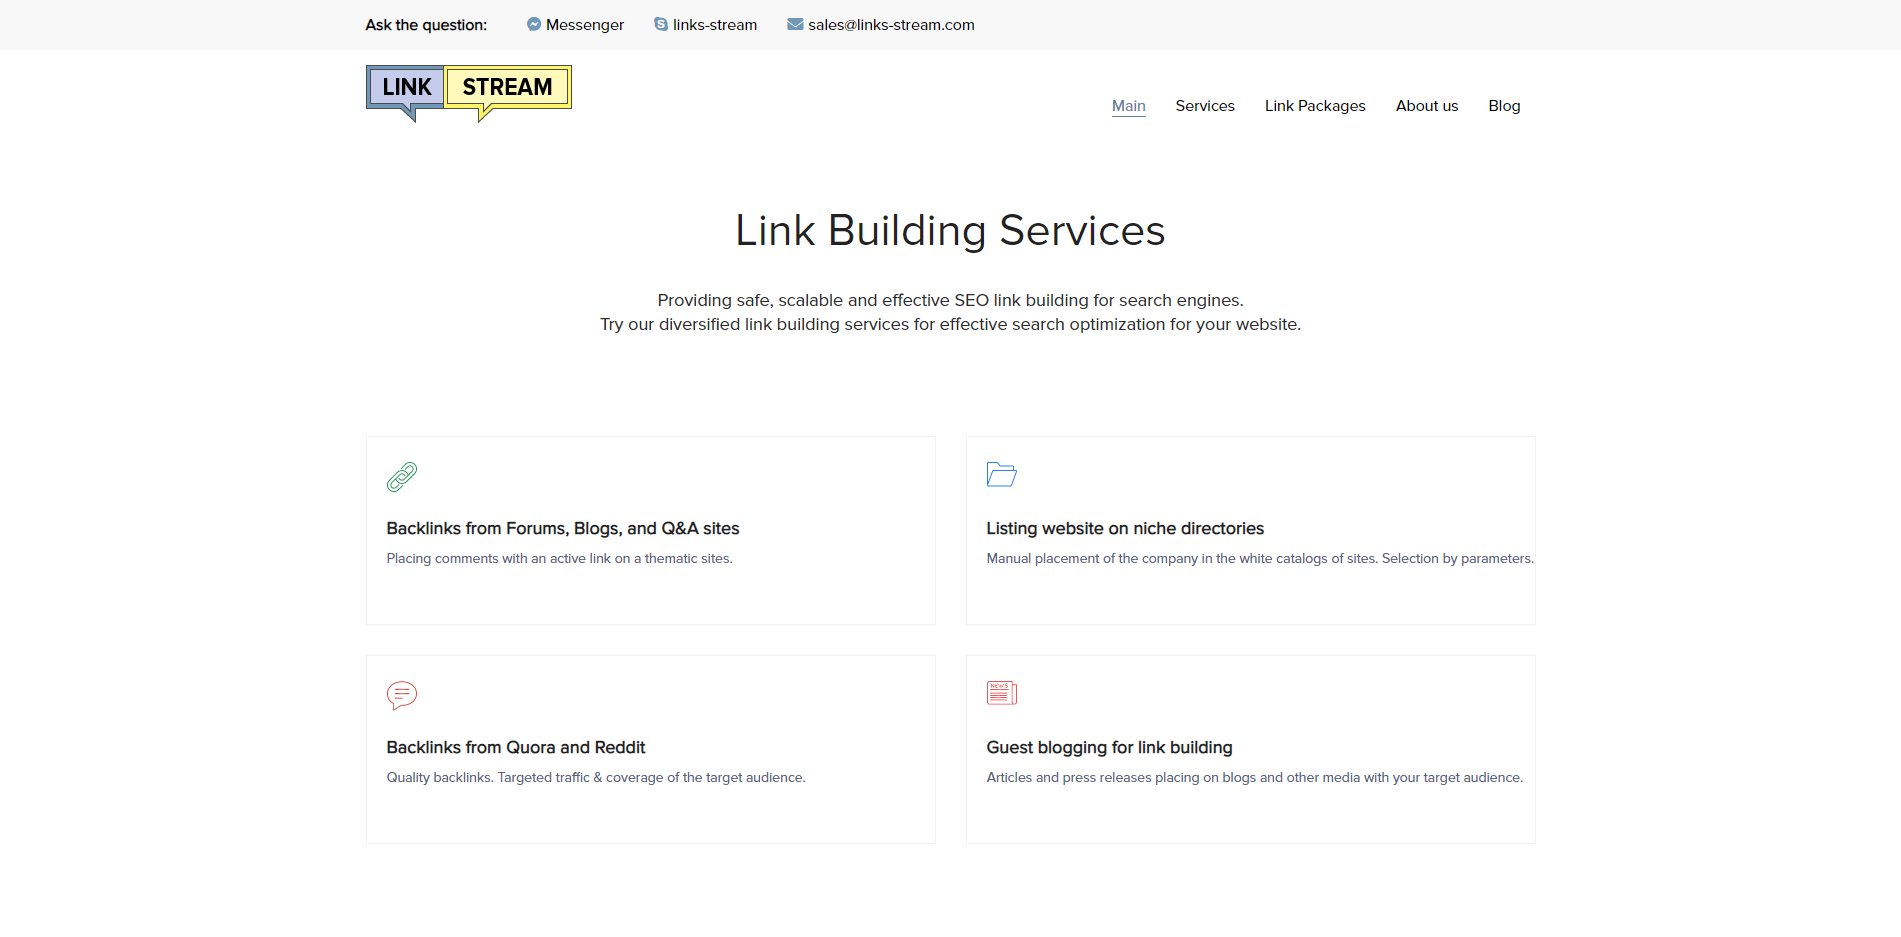 Ask the question: Messenger links-stream sales@links-stream.com
LINK STREAM
Main Services Link Packages About us Blog
Link Building Services
Providing safe, scalable and effective SEO link building for search engines.
Try our diversified link building services for effective search optimization for your website.
Backlinks from Forums, Blogs, and Q&A sites
Placing comments with an active link on a thematic sites.
Listing website on niche directories
Manual placement of the company in the white catalogs of sites. Selection by parameters.
Backlinks from Quora and Reddit
Quality backlinks. Targeted traffic & coverage of the target audience.
NEWS
Guest blogging for link building
Articles and press releases placing on blogs and other media with your target audience.